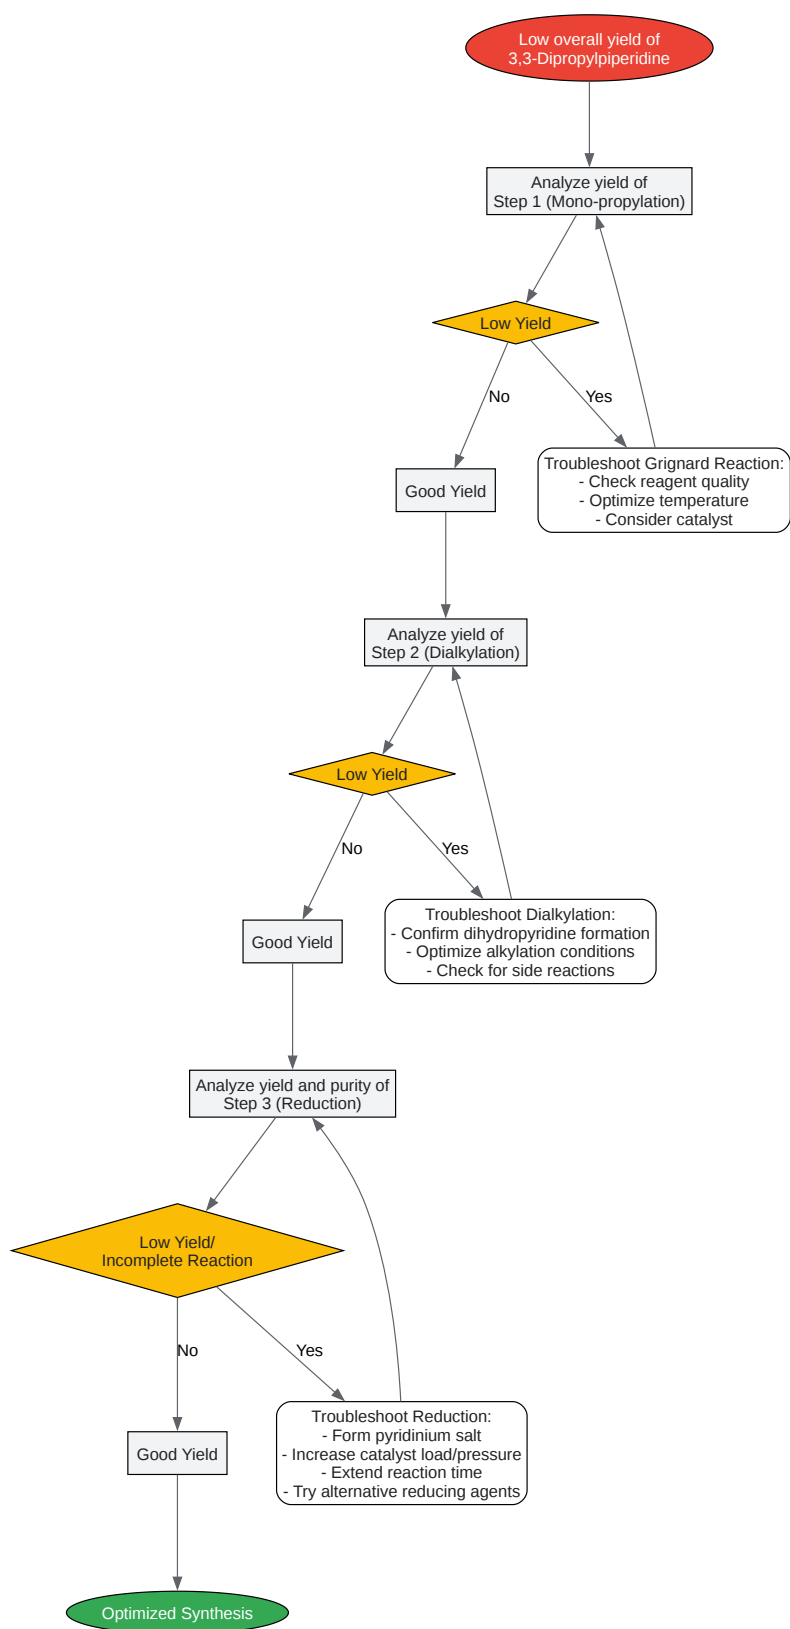 Low overall yield of
3,3-Dipropylpiperidine
Analyze yield of
Step 1 (Mono-propylation)
Low Yield
No
Yes
Troubleshoot Grignard Reaction:
- Check reagent quality
- Optimize temperature
- Consider catalyst
Good Yield
Analyze yield of
Step 2 (Dialkylation)
Low Yield
No
Yes
Troubleshoot Dialkylation:
- Confirm dihydropyridine formation
- Optimize alkylation conditions
- Check for side reactions
Good Yield
Analyze yield and purity of
Step 3 (Reduction)
Low Yield/
Incomplete Reaction
No
Yes
Troubleshoot Reduction:
- Form pyridinium salt
- Increase catalyst load/pressure
- Extend reaction time
- Try alternative reducing agents
Good Yield
Optimized Synthesis